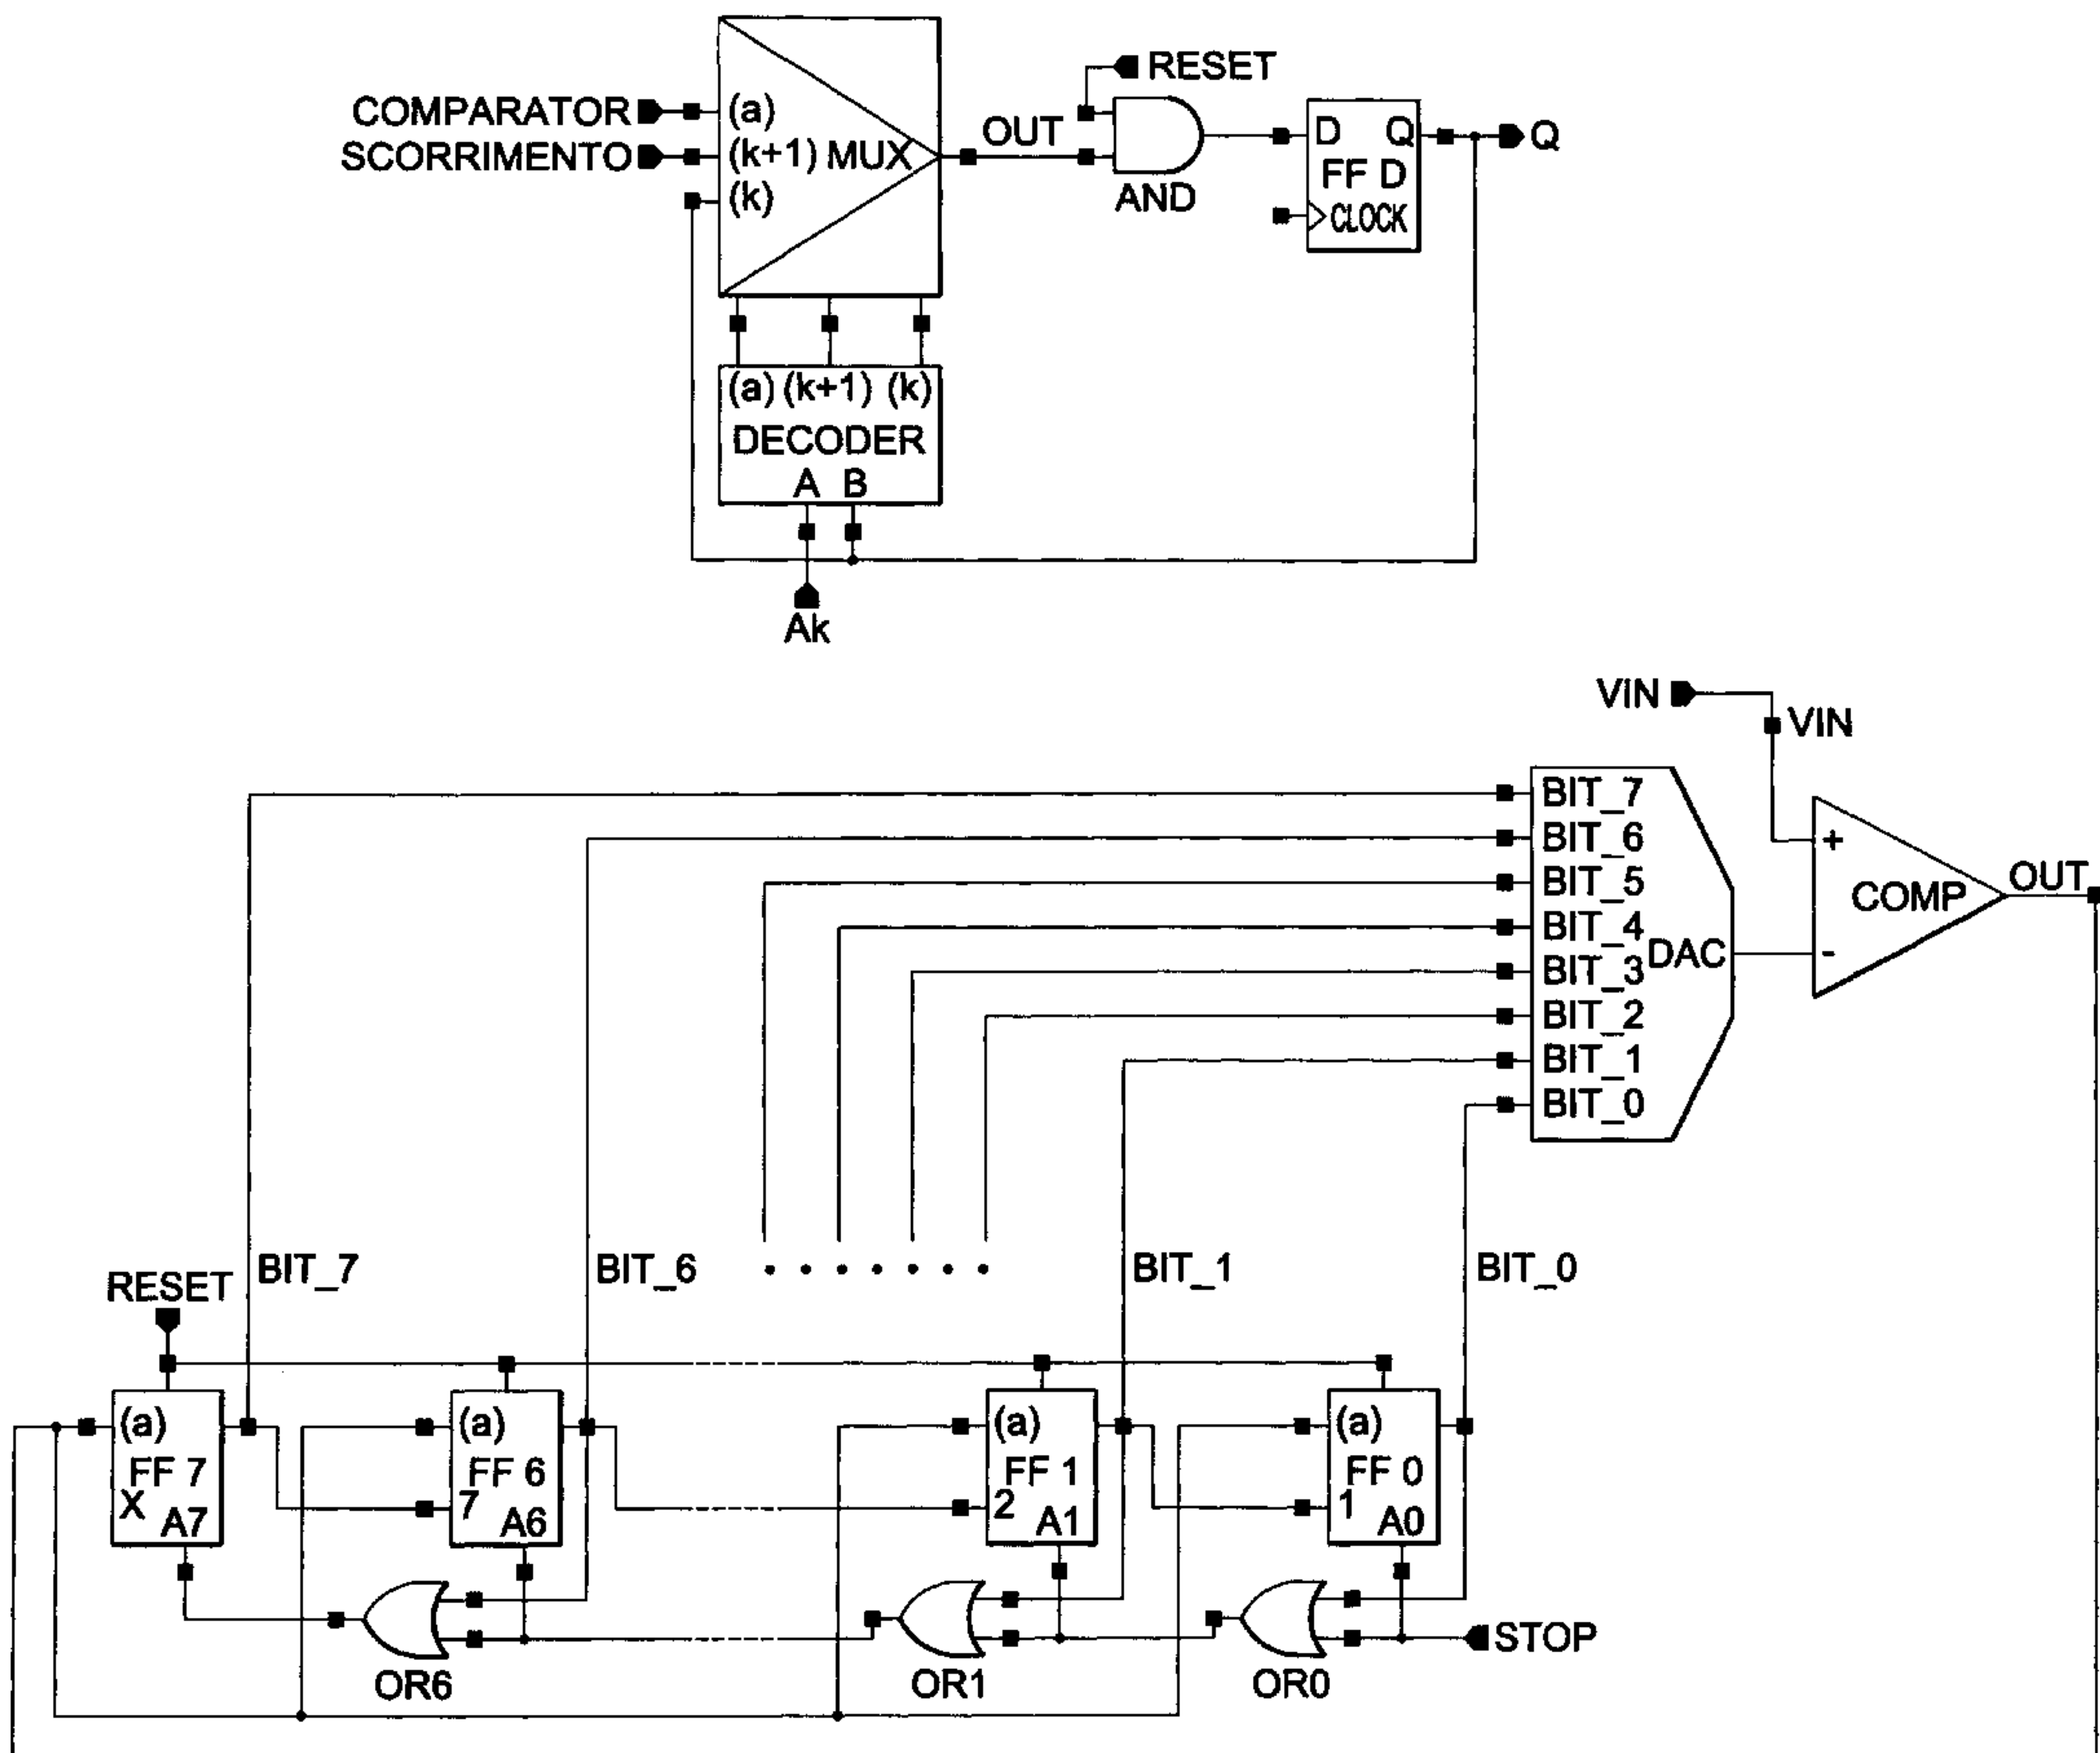 RESET
COMPARATOR (a)
SCORRIMENTO (k+1) MUX
(k)
OUT
AND
D Q
FF D
CLOCK
Q
(a) (k+1) (k)
DECODER
A B
Ak
VIN
VIN
BIT_7
BIT_6
BIT_5
BIT_4
BIT_3
BIT_2
BIT_1
BIT_0
DAC
+
COMP
-
OUT
RESET
BIT_7
BIT_6
BIT_1
BIT_0
(a)
FF 7
X A7
(a)
FF 6
7 A6
(a)
FF 1
2 A1
(a)
FF 0
1 A0
STOP
OR6
OR1
OR0